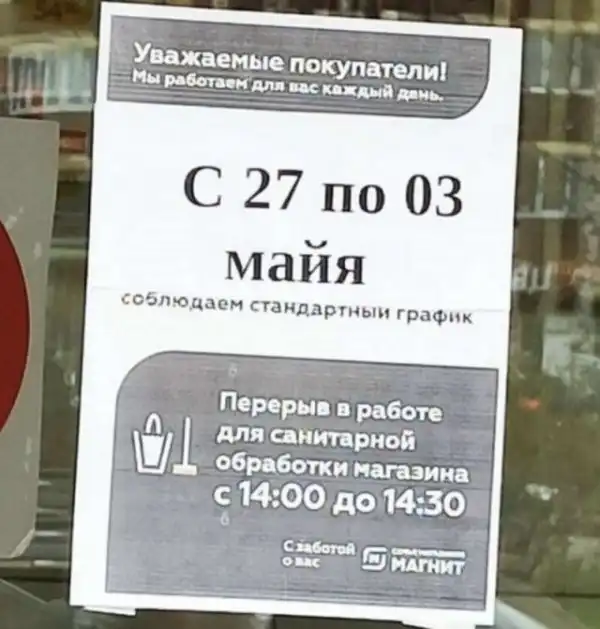 Уважаемые покупатели!
Мы работаем для вас каждый день.
С 27 по 03
майя
соблюдаем стандартный график
Перерыв в работе
для санитарной
обработки магазина
с 14:00 до 14:30
С заботой
о вас
МАГНИТ